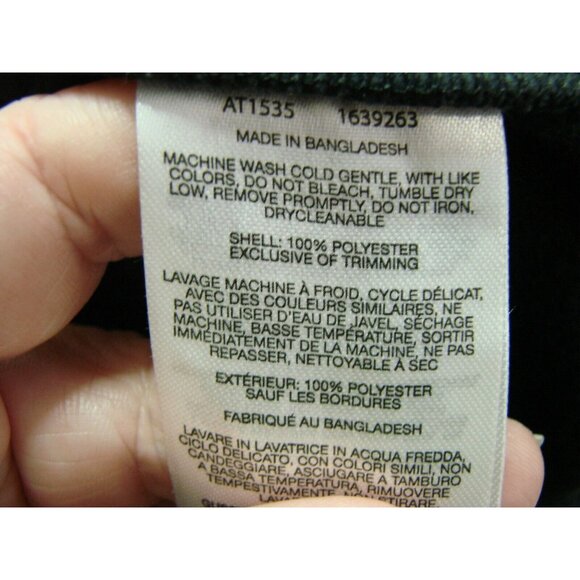 AT1535 1639263
MADE IN BANGLADESH
MACHINE WASH COLD GENTLE, WITH LIKE
COLORS, DO NOT BLEACH, TUMBLE DRY
LOW, REMOVE PROMPTLY, DO NOT IRON,
DRYCLEANABLE
SHELL: 100% POLYESTER
EXCLUSIVE OF TRIMMING
LAVAGE MACHINE À FROID, CYCLE DÉLICAT,
AVEC DES COULEURS SIMILAIRES, NE
PAS UTILISER D'EAU DE JAVEL, SÉCHAGE
MACHINE, BASSE TEMPÉRATURE, SORTIR
IMMÉDIATEMENT DE LA MACHINE, NE PAS
REPASSER, NETTOYABLE À SEC
EXTÉRIEUR: 100% POLYESTER
SAUF LES BORDURES
FABRIQUÉ AU BANGLADESH
LAVARE IN LAVATRICE IN ACQUA FREDDA,
CICLO DELICATO, CON COLORI SIMILI, NON
CANDEGGIARE, ASCIUGARE A TAMBURO
A BASSA TEMPERATURA, RIMUOVERE
TEMPESTIVAMENTE, NON STIRARE,